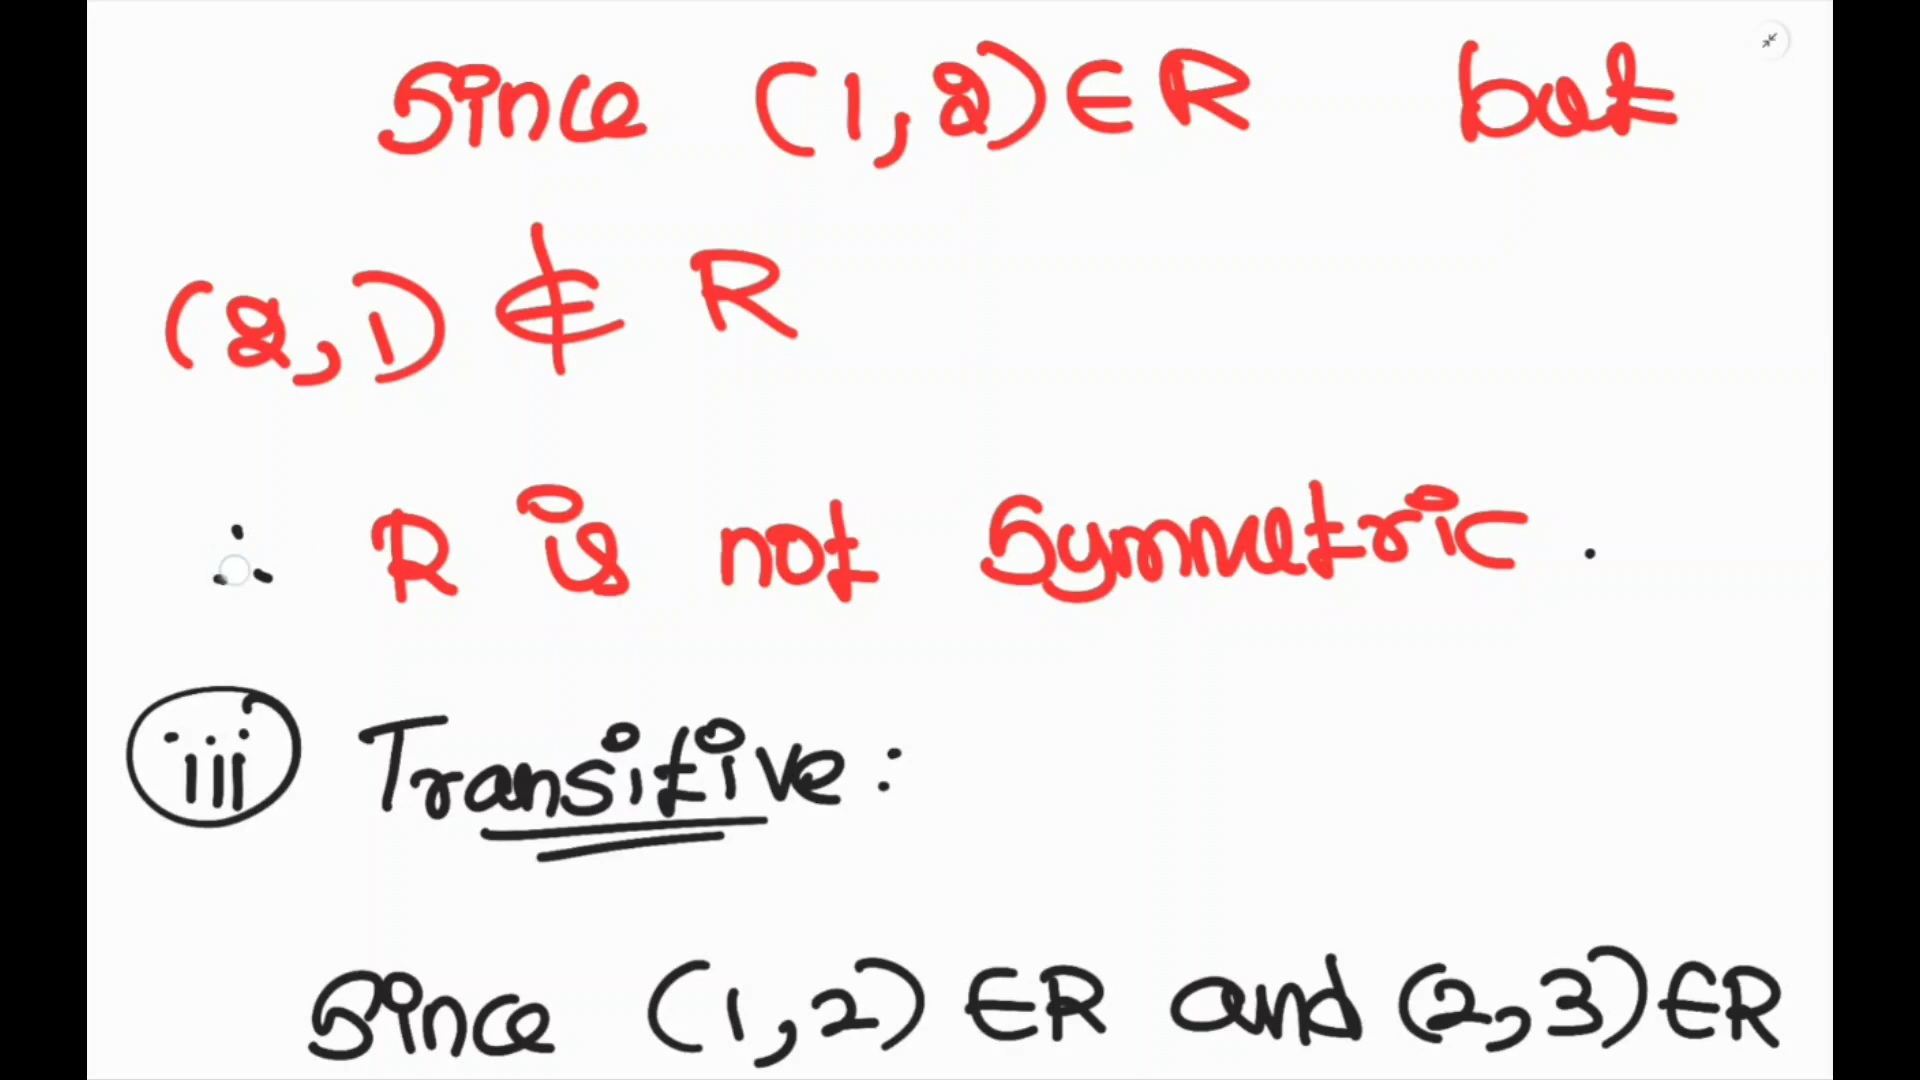 Since (1,2)∈R but
(2,1) ∉ R
∴ R is not Symmetric .
iii Transitive :
Since (1,2) ∈R and (2,3)∈R